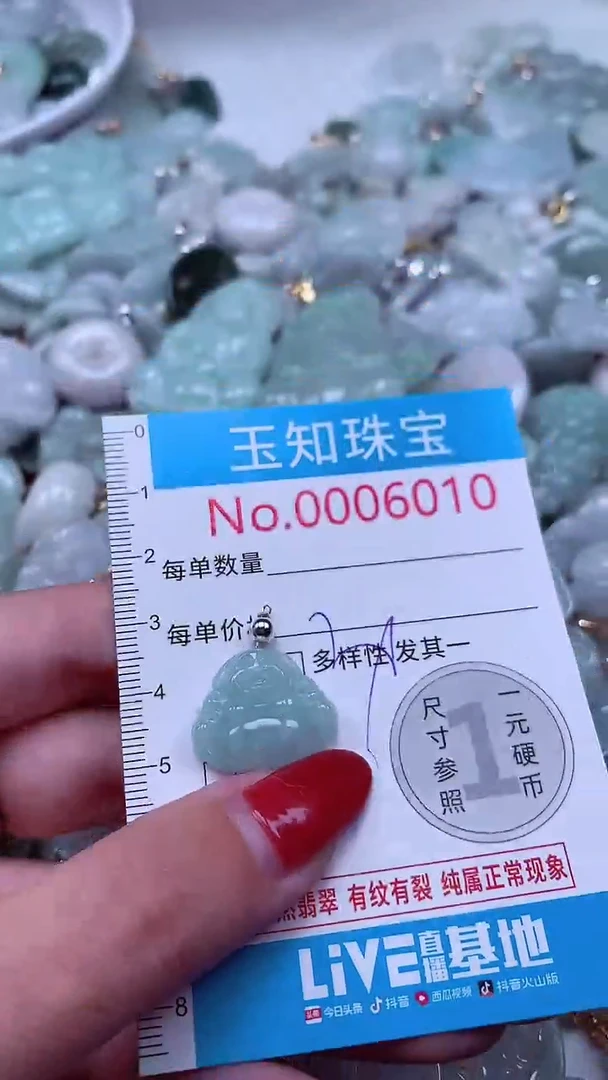 0
玉知珠宝
1
No.0006010
2
每单数量
3
每单价
多样性 发其一
4
尺寸参照
1
一元硬币
5
翡翠 有纹有裂 纯属正常现象
LiVE直播基地
头条 今日头条 抖音 西瓜视频 抖音火山版
8